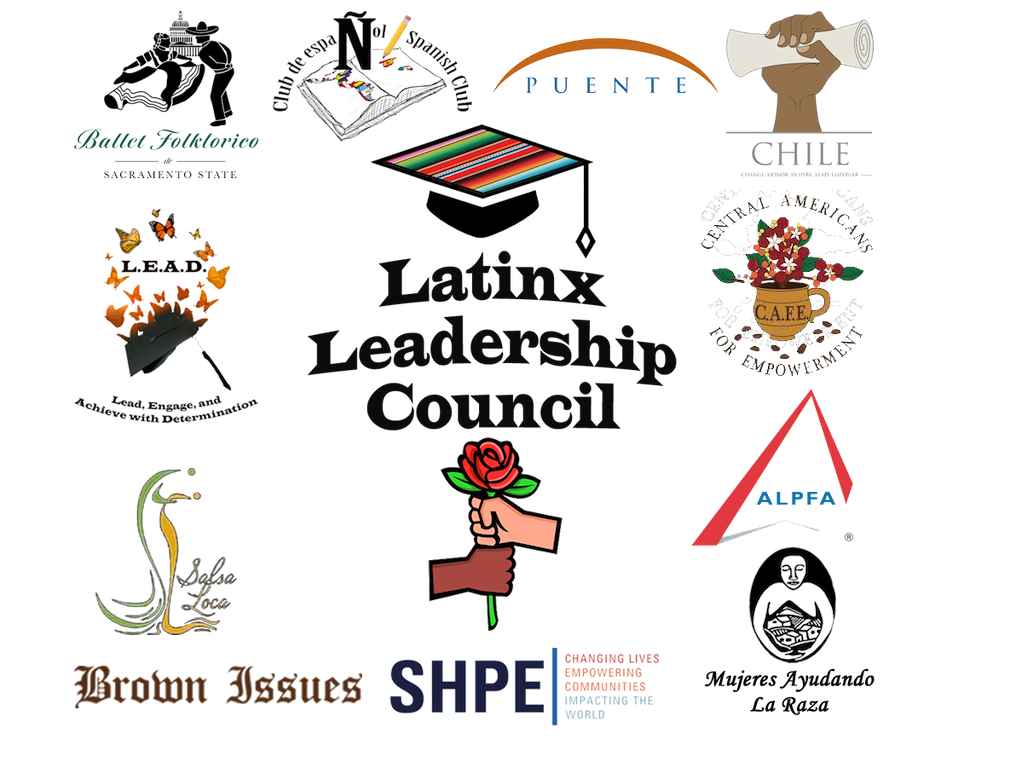 Ballet Folklorico
de
SACRAMENTO STATE
Club de español Spanish Club
PUENTE
CHILE
CHANGE. HONOR. INSPIRE. LEAD. EMPOWER.
L.E.A.D.
Lead, Engage, and
Achieve with Determination
Latinx
Leadership
Council
CENTRAL AMERICANS
C.A.F.E.
FOR EMPOWERMENT
ALPFA
®
Salsa
Loca
Brown Issues
SHPE
CHANGING LIVES
EMPOWERING
COMMUNITIES
IMPACTING THE
WORLD
Mujeres Ayudando
La Raza